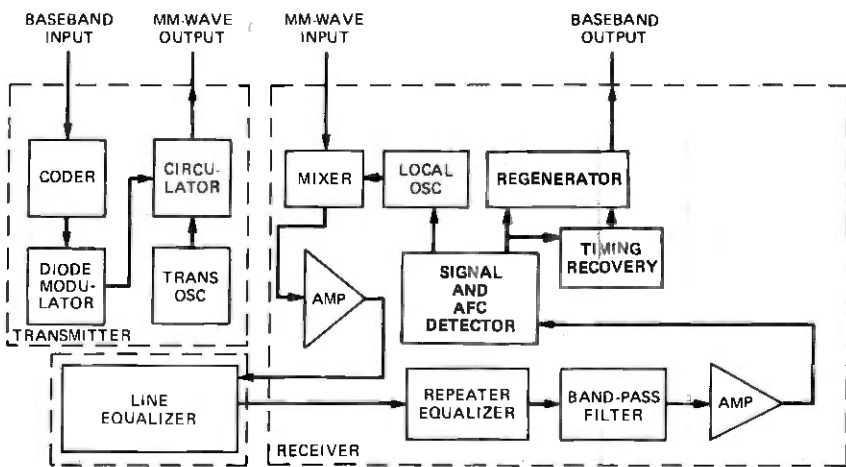 BASEBAND
INPUT
MM-WAVE
OUTPUT
MM-WAVE
INPUT
BASEBAND
OUTPUT
CODER
CIRCU-
LATOR
MIXER
LOCAL
OSC
REGENERATOR
DIODE
MODU-
LATOR
TRANS
OSC
AMP
SIGNAL
AND
AFC
DETECTOR
TIMING
RECOVERY
TRANSMITTER
LINE
EQUALIZER
REPEATER
EQUALIZER
BAND-PASS
FILTER
AMP
RECEIVER